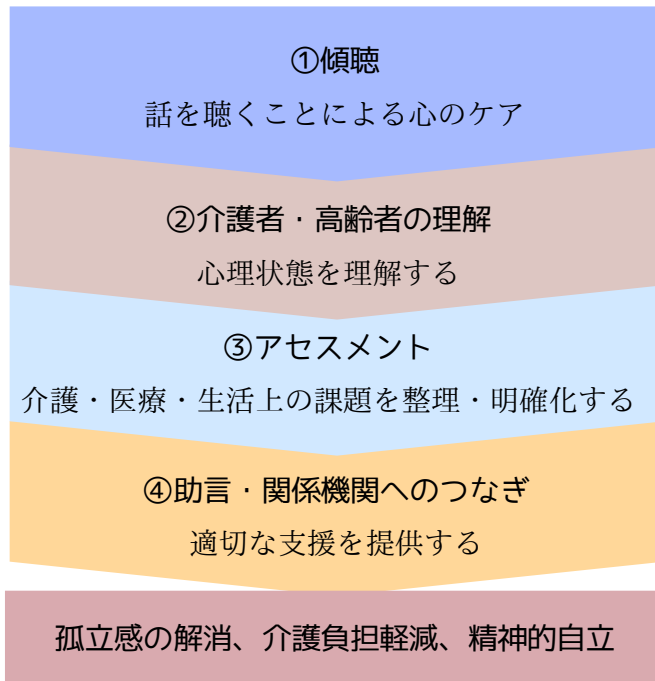 ①傾聴
話を聴くことによる心のケア
②介護者・高齢者の理解
心理状態を理解する
③アセスメント
介護・医療・生活上の課題を整理・明確化する
④助言・関係機関へのつなぎ
適切な支援を提供する
孤立感の解消、介護負担軽減、精神的自立